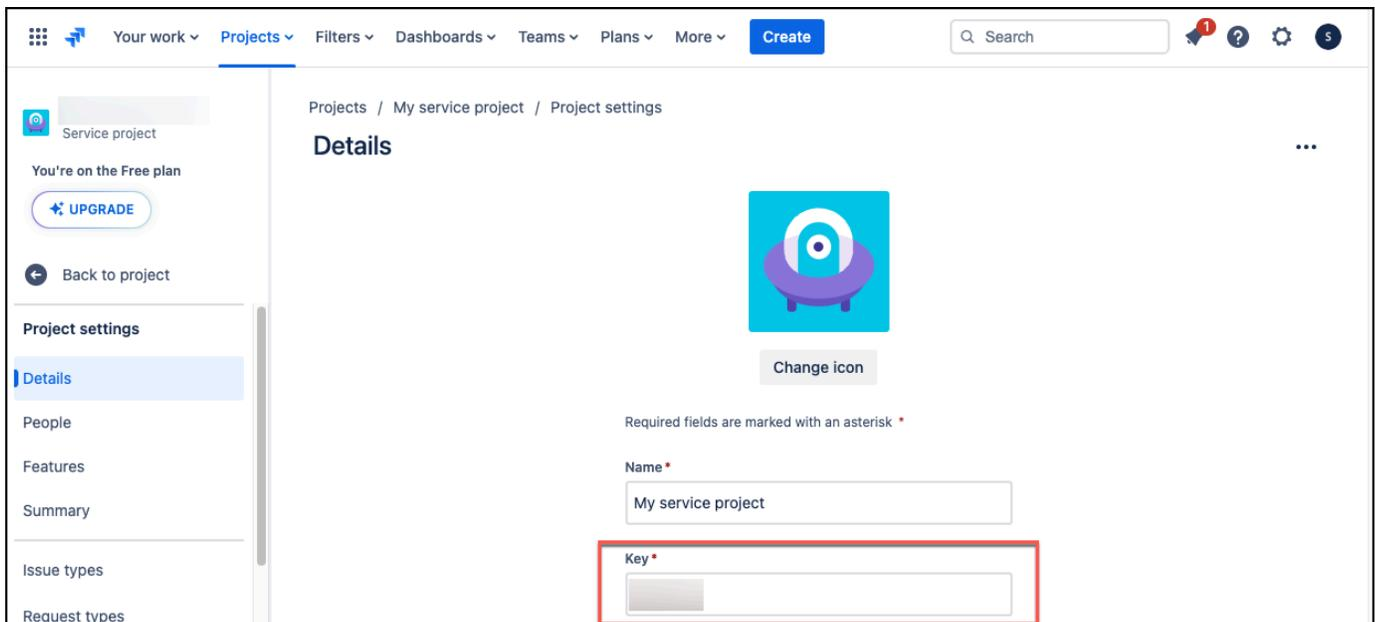 Your work Projects Filters Dashboards Teams Plans More Create Search 1 S
Service project
You're on the Free plan
UPGRADE
Back to project
Project settings
Details
People
Features
Summary
Issue types
Request types
Projects / My service project / Project settings
Details
Change icon
Required fields are marked with an asterisk *
Name *
My service project
Key *